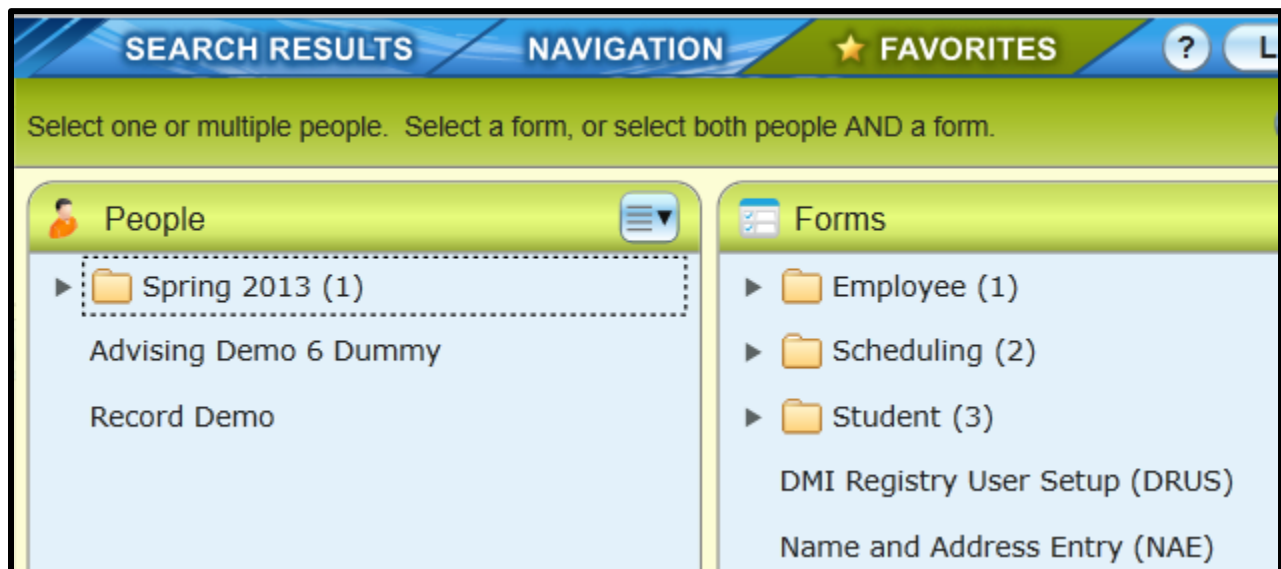 SEARCH RESULTS NAVIGATION FAVORITES ? L
Select one or multiple people. Select a form, or select both people AND a form.
People
Spring 2013 (1)
Advising Demo 6 Dummy
Record Demo
Forms
Employee (1)
Scheduling (2)
Student (3)
DMI Registry User Setup (DRUS)
Name and Address Entry (NAE)